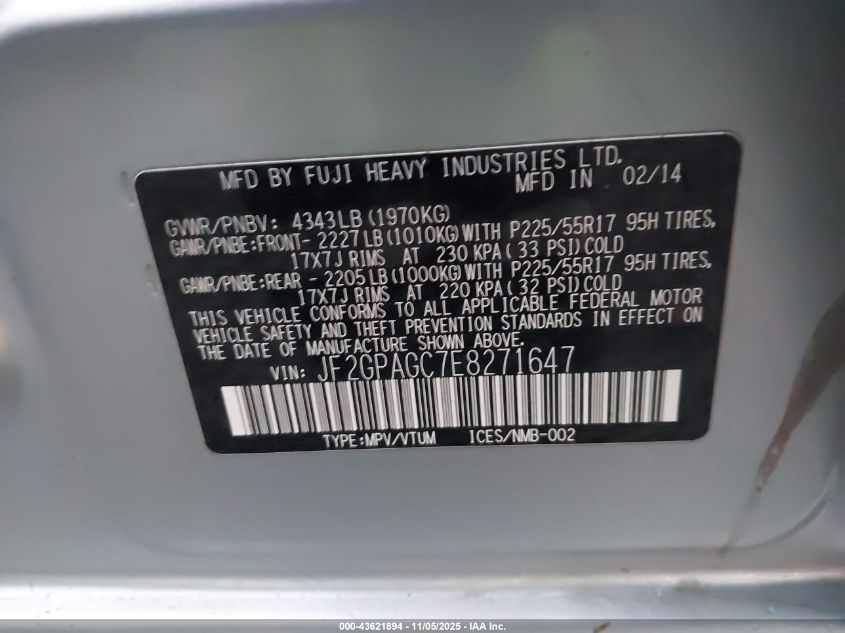 MFD BY FUJI HEAVY INDUSTRIES LTD.
MFD IN 02/14
GVWR/PNBV: 4343LB (1970KG)
GAWR/PNBE:FRONT- 2227 LB (1010KG) WITH P225/55R17 95H TIRES,
17X7J RIMS AT 230 KPA ( 33 PSI) COLD
GAWR/PNBE:REAR - 2205 LB (1000KG) WITH P225/55R17 95H TIRES,
17X7J RIMS AT 220 KPA ( 32 PSI) COLD
THIS VEHICLE CONFORMS TO ALL APPLICABLE FEDERAL MOTOR
VEHICLE SAFETY AND THEFT PREVENTION STANDARDS IN EFFECT ON
THE DATE OF MANUFACTURE SHOWN ABOVE.
VIN: JF2GPAGC7E8271647
TYPE:MPV/VTUM ICES/NMB-002
000-43621894 - 11/05/2025 - IAA Inc.